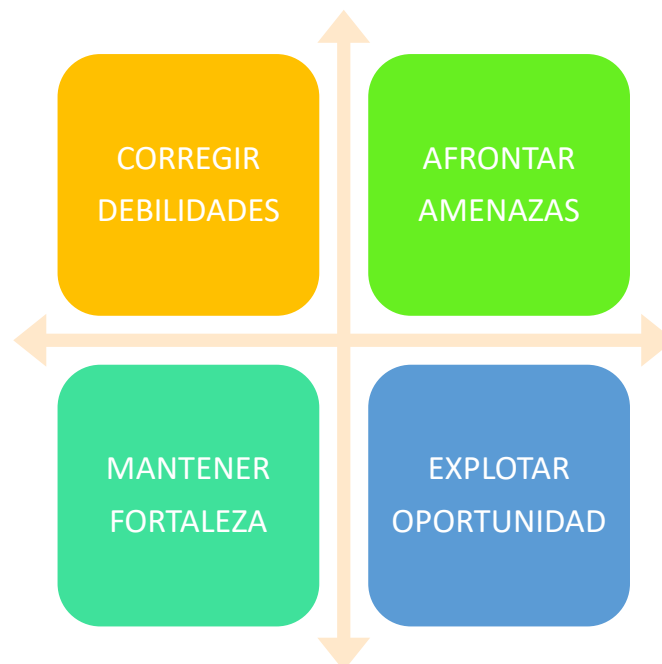 CORREGIR
DEBILIDADES
AFRONTAR
AMENAZAS
MANTENER
FORTALEZA
EXPLOTAR
OPORTUNIDAD